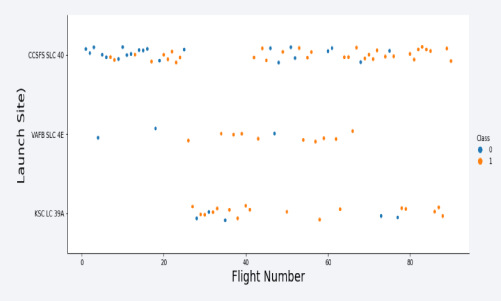 CCSFS SLC 40
VAFB SLC 4E
KSC LC 39A
Launch Site)
0 20 40 60 80
Flight Number
Class
0
1